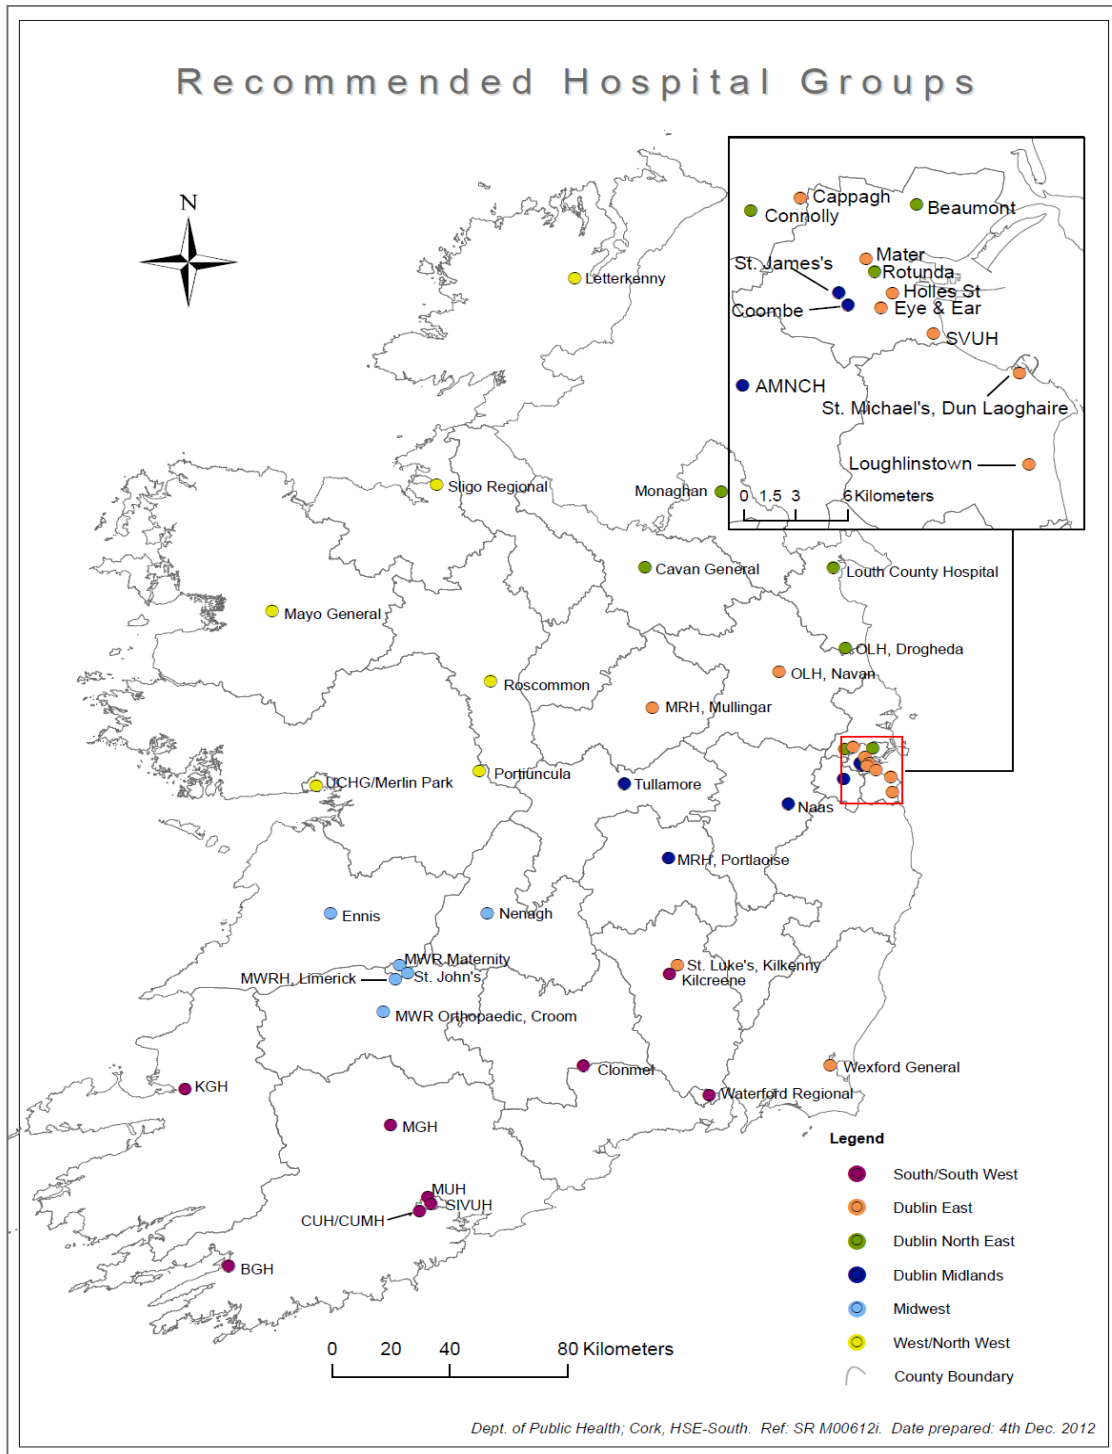 Recommended Hospital Groups
N
Cappagh
Connolly
Beaumont
Mater
St. James's
Rotunda
Holles St
Coombe
Eye & Ear
SVUH
AMNCH
St. Michael's, Dun Laoghaire
Loughlinstown
0 1.5 3 6 Kilometers
Letterkenny
Sligo Regional
Monaghan
Cavan General
Louth County Hospital
Mayo General
OLH, Drogheda
OLH, Navan
Roscommon
MRH, Mullingar
Portiuncula
UCHG/Merlin Park
Tullamore
Naas
MRH, Portlaoise
Ennis
Nenagh
MWR Maternity
St. John's
MWRH, Limerick
St. Luke's, Kilkenny
Kilcreene
MWR Orthopaedic, Croom
Clonmel
Wexford General
KGH
Waterford Regional
MGH
MUH
SIVUH
CUH/CUMH
BGH
Legend
South/South West
Dublin East
Dublin North East
Dublin Midlands
Midwest
West/North West
County Boundary
0 20 40 80 Kilometers
Dept. of Public Health; Cork, HSE-South. Ref: SR M00612i. Date prepared: 4th Dec. 2012